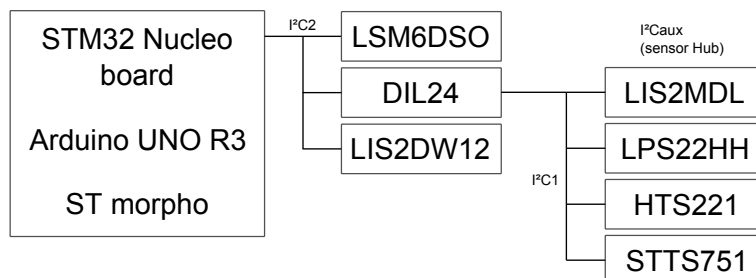 STM32 Nucleo
board
Arduino UNO R3
ST morpho
I²C2
LSM6DSO
DIL24
LIS2DW12
I²Caux
(sensor Hub)
LIS2MDL
LPS22HH
I²C1
HTS221
STTS751